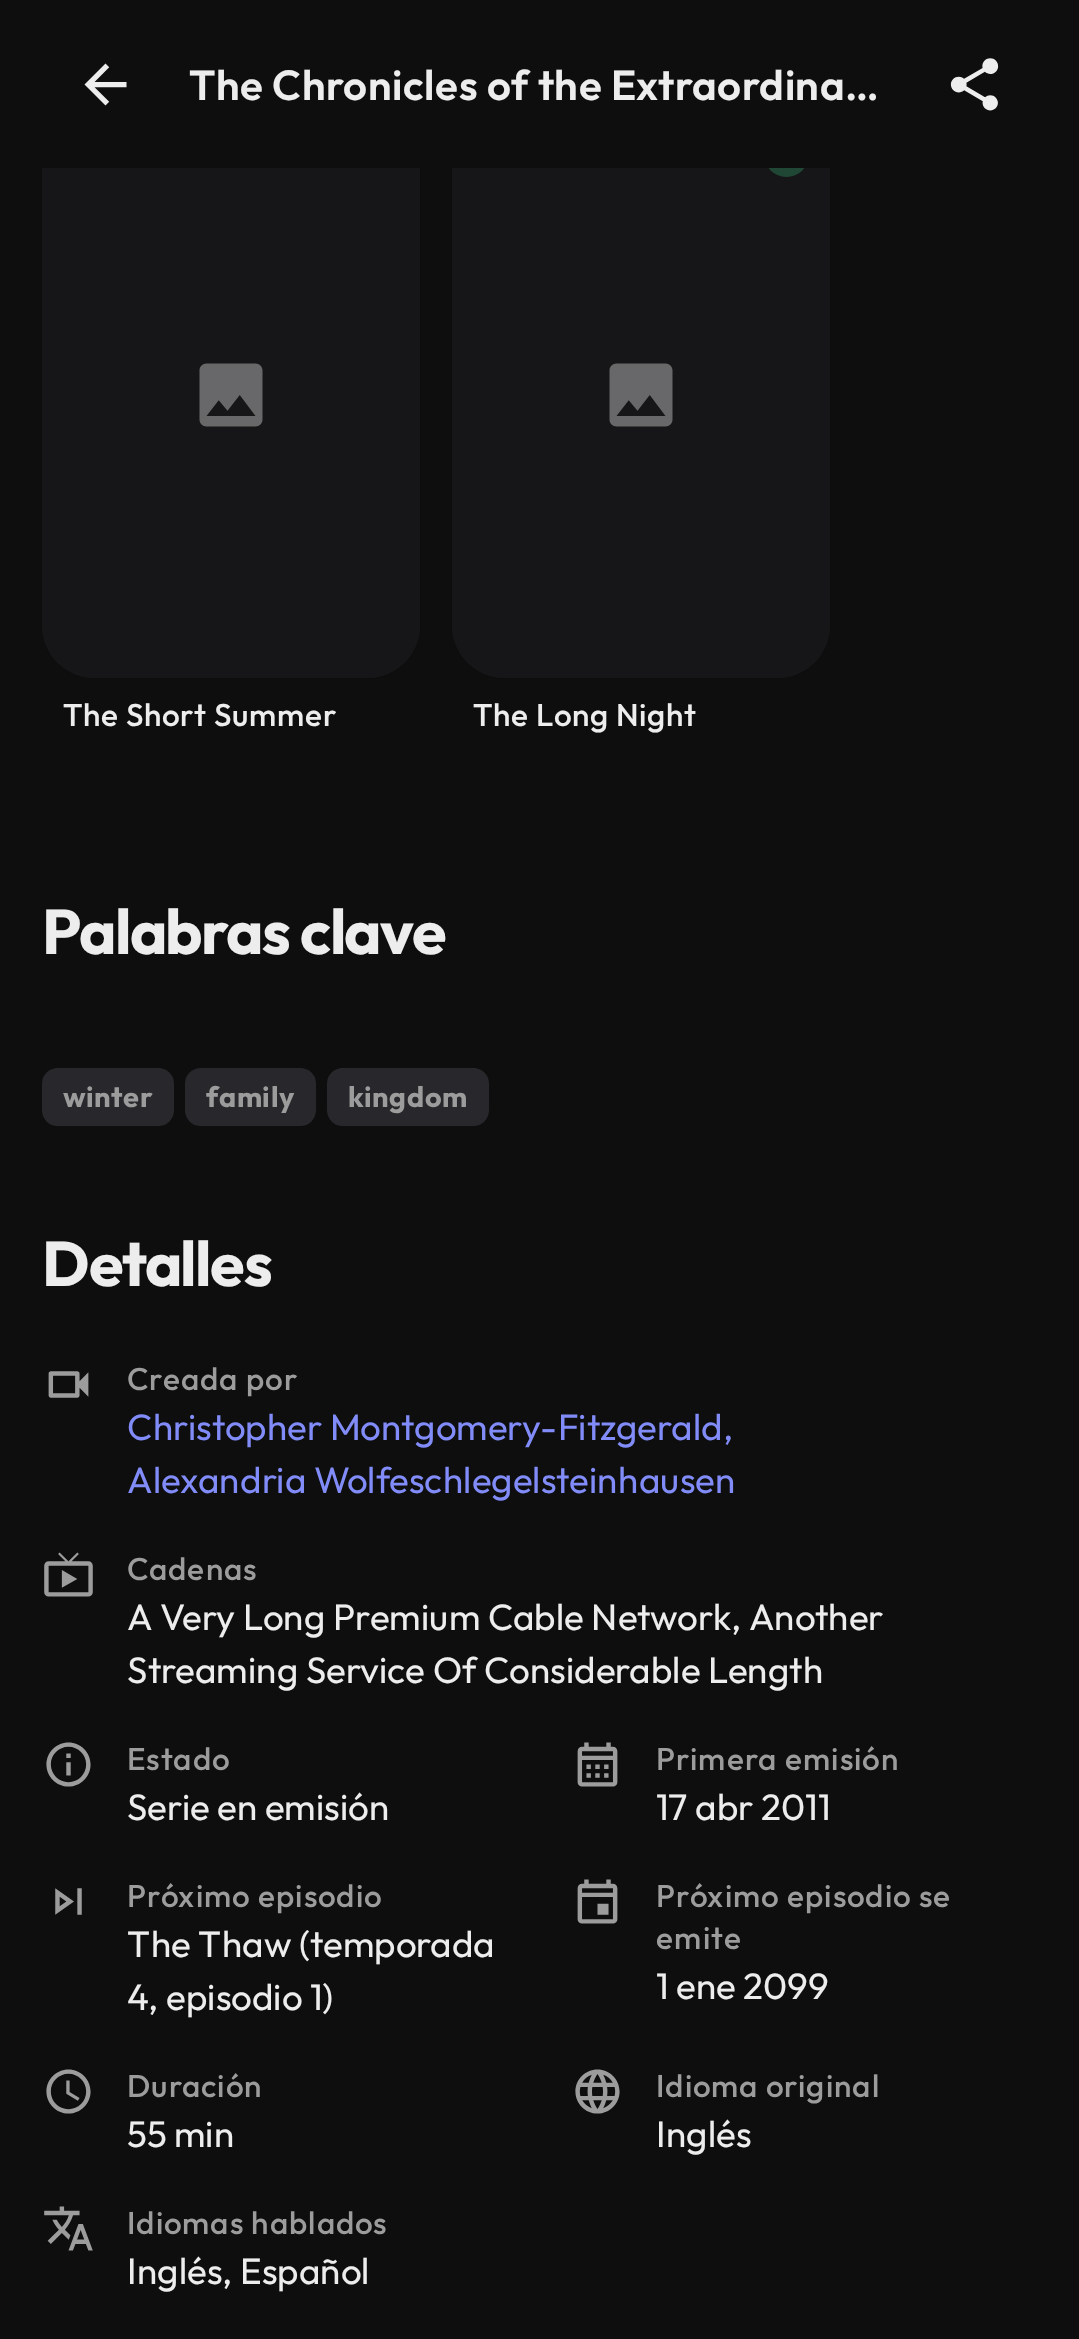 The Chronicles of the Extraordina...
The Short Summer
The Long Night
Palabras clave
winter
family
kingdom
Detalles
Creada por
Christopher Montgomery-Fitzgerald,
Alexandria Wolfeschlegelsteinhausen
Cadenas
A Very Long Premium Cable Network, Another
Streaming Service Of Considerable Length
Estado
Serie en emisión
Primera emisión
17 abr 2011
Próximo episodio
The Thaw (temporada
4, episodio 1)
Próximo episodio se
emite
1 ene 2099
Duración
55 min
Idioma original
Inglés
Idiomas hablados
Inglés, Español